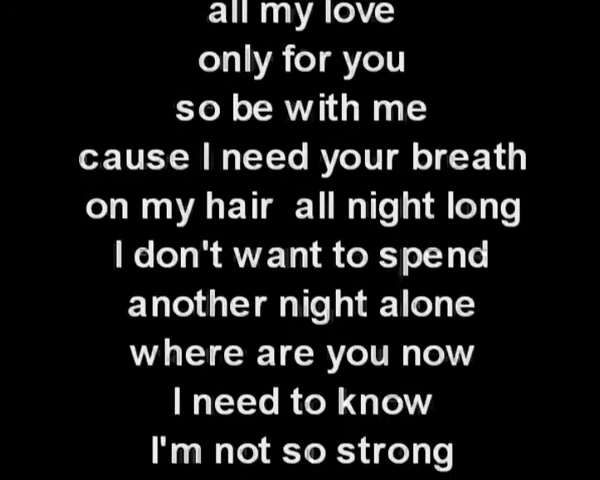 all my love
only for you
so be with me
cause I need your breath
on my hair  all night long
I don't want to spend
another night alone
where are you now
I need to know
I'm not so strong